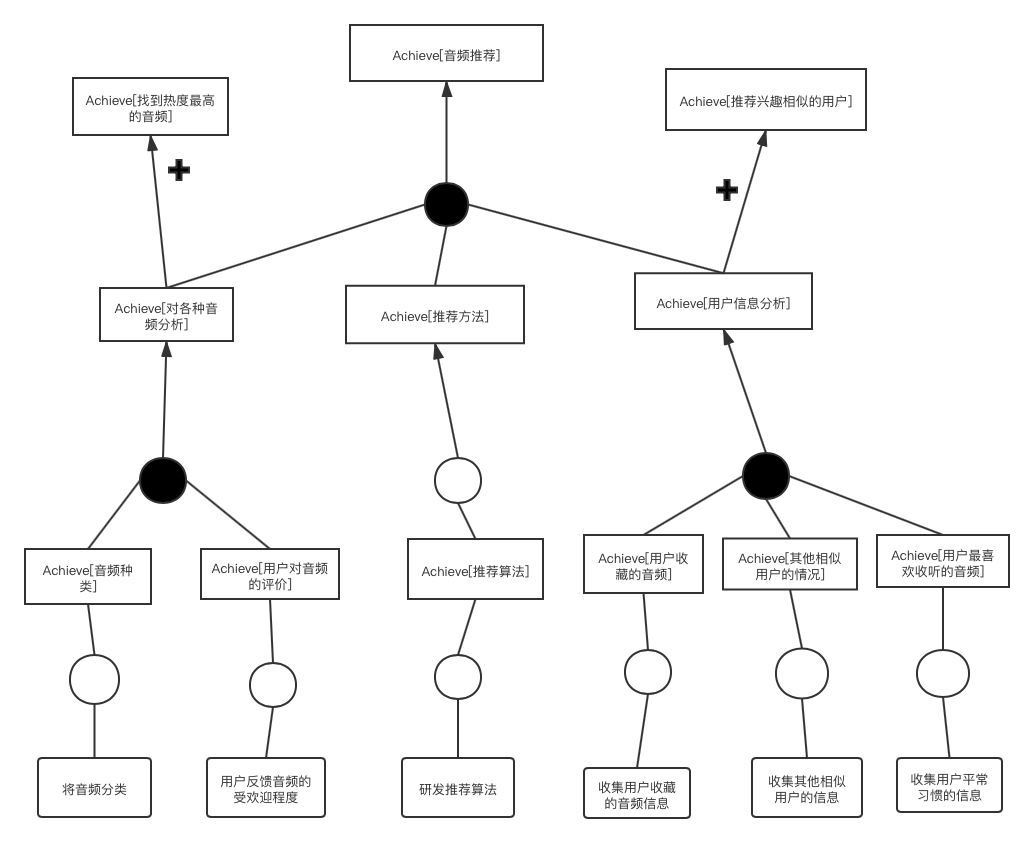 Achieve[音频推荐]
Achieve[找到热度最高
的音频]
Achieve[推荐兴趣相似的用户]
Achieve[对各种音
频分析]
Achieve[推荐方法]
Achieve[用户信息分析]
Achieve[音频种
类]
Achieve[用户对音频
的评价]
Achieve[推荐算法]
Achieve[用户收
藏的音频]
Achieve[其他相似
用户的情况]
Achieve[用户最喜
欢收听的音频]
将音频分类
用户反馈音频的
受欢迎程度
研发推荐算法
收集用户收藏
的音频信息
收集其他相似
用户的信息
收集用户平常
习惯的信息